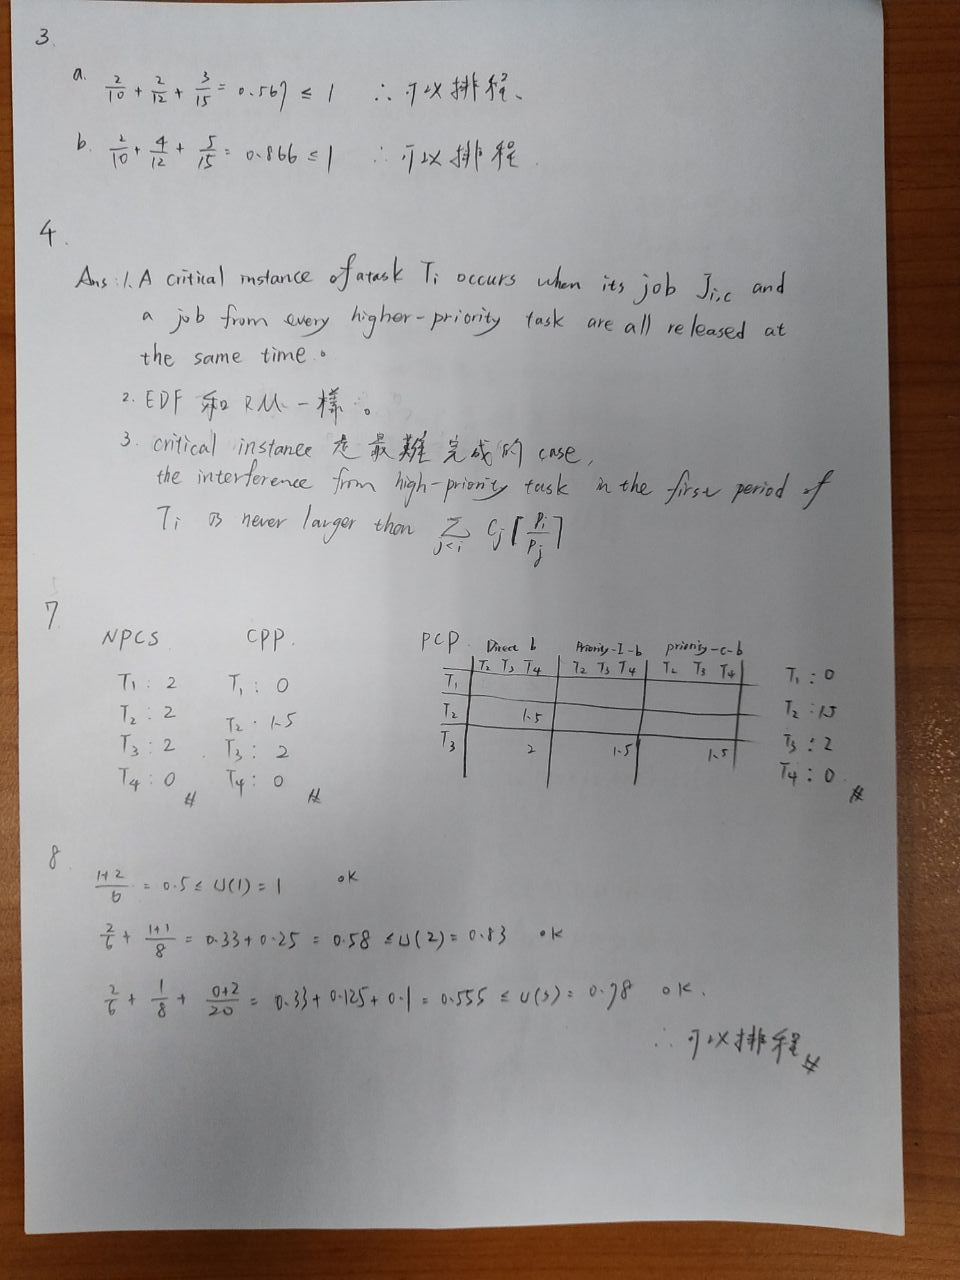 3.
a. 2/10 + 2/12 + 3/15 = 0.567 ≤ 1 ∴ 可以排程、
b. 2/10 + 4/12 + 5/15 = 0.866 ≤ 1 ∴ 可以排程.
4.
Ans: 1. A critical instance of a task Ti occurs when its job Ji,c and
a job from every higher-priority task are all released at
the same time。
2. EDF 和 RM 一樣。
3. critical instance 是最難完成的 case,
the interference from high-priority task in the first period of
Ti is never larger then Σ j<i Cj ⌈Pi/Pj⌉
7
NPCS CPP. PCP Direct b Priority-I-b priority-c-b
T2 T3 T4 T2 T3 T4 T2 T3 T4
T1: 2 T1: 0 T1 T1: 0
T2: 2 T2: 1.5 T2 1.5 T2: 1.5
T3: 2 T3: 2 T3 2 1.5 1.5 T3: 2
T4: 0 # T4: 0 # T4: 0 #
8
1+2/6 = 0.5 ≤ U(1) = 1 OK
2/6 + 1+1/8 = 0.33 + 0.25 = 0.58 ≤ U(2) = 0.83 OK
2/6 + 1/8 + 0+2/20 = 0.33 + 0.125 + 0.1 = 0.555 ≤ U(3) = 0.78 OK.
∴ 可以排程 #